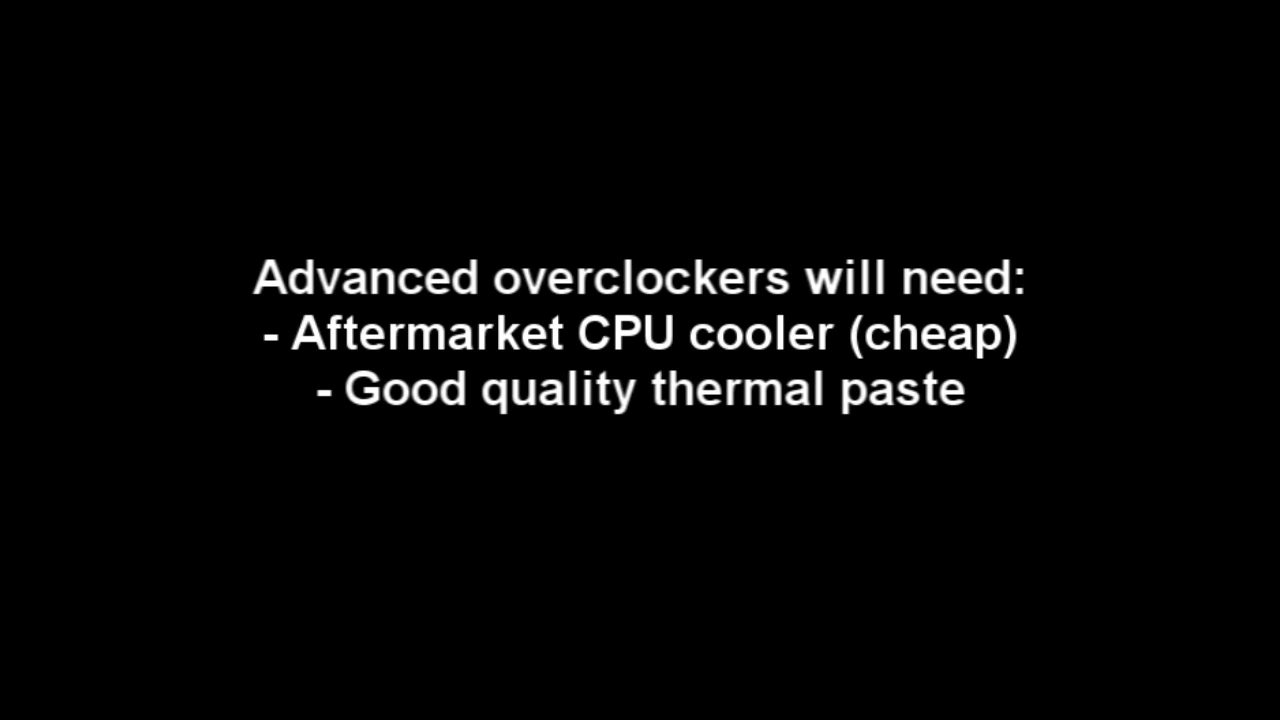 Advanced overclockers will need:
- Aftermarket CPU cooler (cheap)
- Good quality thermal paste